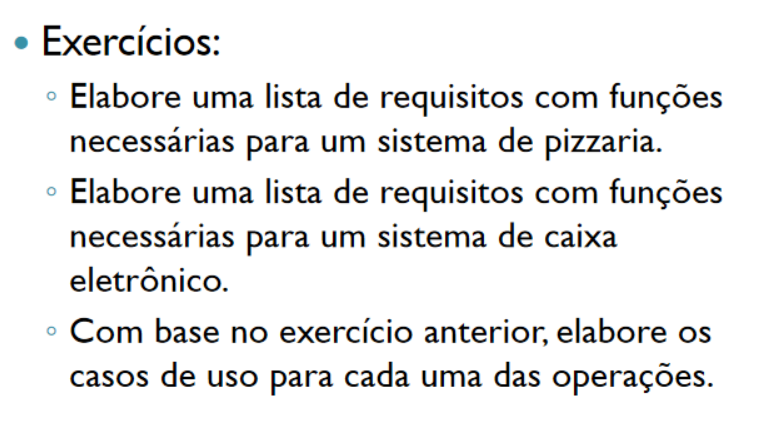 • Exercícios:
◦ Elabore uma lista de requisitos com funções
necessárias para um sistema de pizzaria.
◦ Elabore uma lista de requisitos com funções
necessárias para um sistema de caixa
eletrônico.
◦ Com base no exercício anterior, elabore os
casos de uso para cada uma das operações.